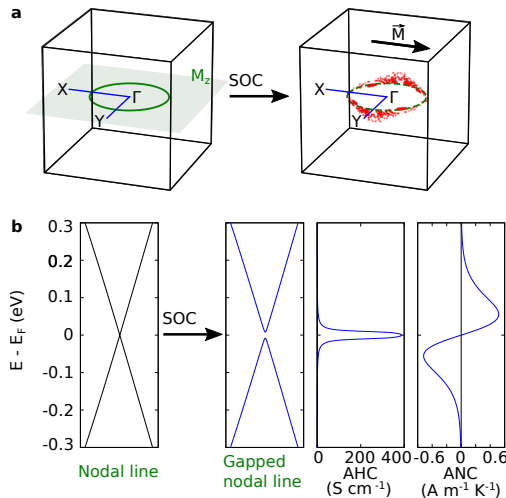 a
M_z
X
Γ
Y
SOC
M⃗
X
Γ
Y
b
E - E_F (eV)
0.3
0.2
0.1
0
-0.1
-0.2
-0.3
SOC
Nodal line
Gapped
nodal line
0 200 400
AHC
(S cm⁻¹)
-0.6 0 0.6
ANC
(A m⁻¹ K⁻¹)